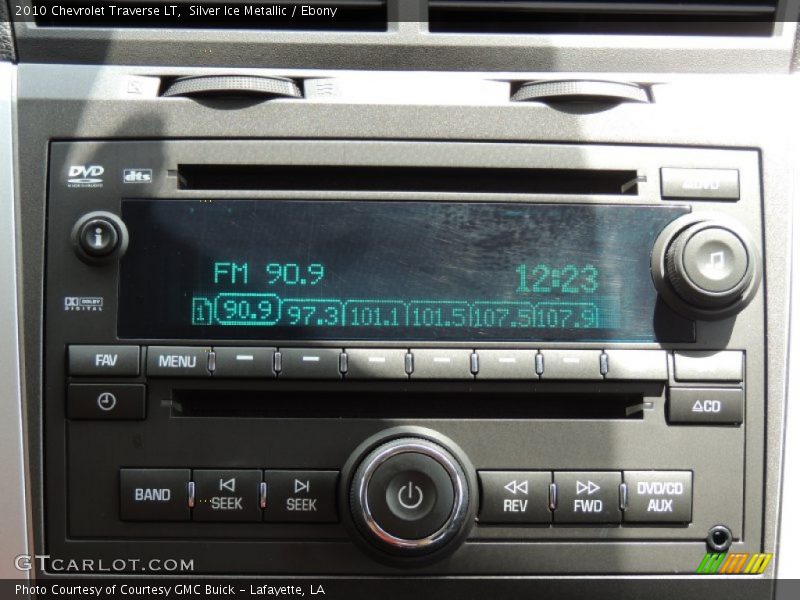 2010 Chevrolet Traverse LT, Silver Ice Metallic / Ebony
DVD
dts
DVD
i
FM 90.9
12:23
DOLBY
DIGITAL
1 90.9 97.3 101.1 101.5 107.5 107.9
FAV
MENU
CD
BAND
SEEK
SEEK
REV
FWD
DVD/CD
AUX
GTCARLOT.COM
Photo Courtesy of Courtesy GMC Buick - Lafayette, LA